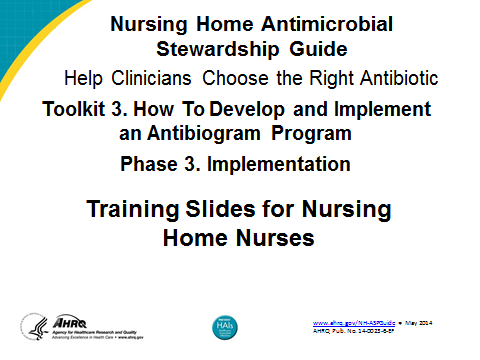 Nursing Home Antimicrobial
Stewardship Guide
Help Clinicians Choose the Right Antibiotic
Toolkit 3. How To Develop and Implement
an Antibiogram Program
Phase 3. Implementation
Training Slides for Nursing
Home Nurses
AHRQ
Agency for Healthcare Research and Quality
Advancing Excellence in Health Care • www.ahrq.gov
HAIs
www.ahrq.gov/NH-ASPGuide • May 2014
AHRQ Pub. No. 14-0023-6-EF